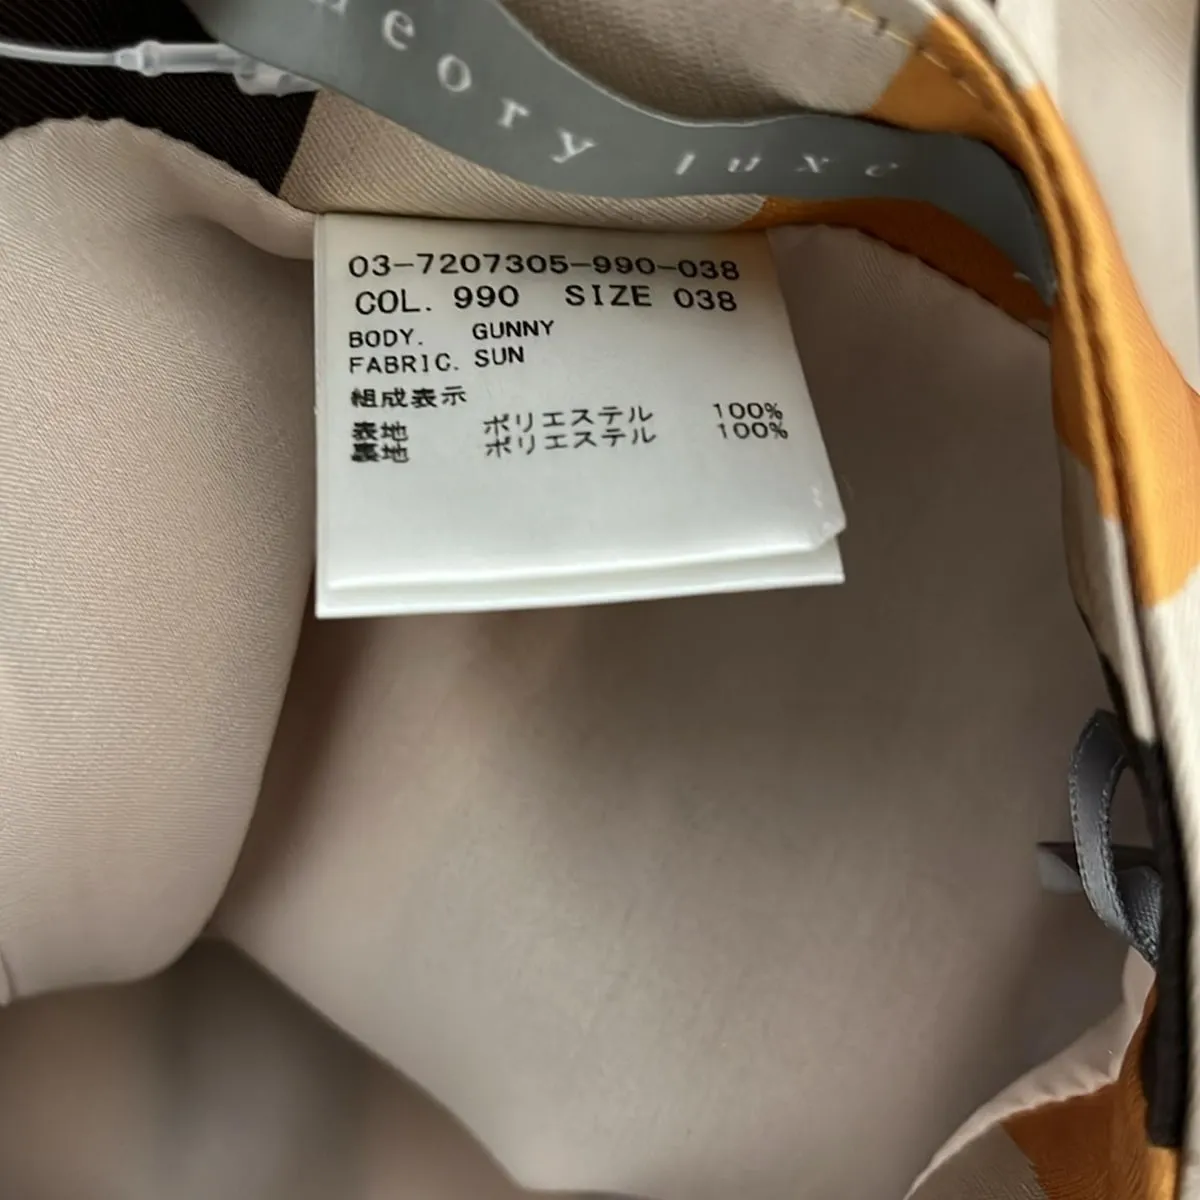 theory luxe
03-7207305-990-038
COL. 990 SIZE 038
BODY. GUNNY
FABRIC. SUN
組成表示
表地 ポリエステル 100%
裏地 ポリエステル 100%